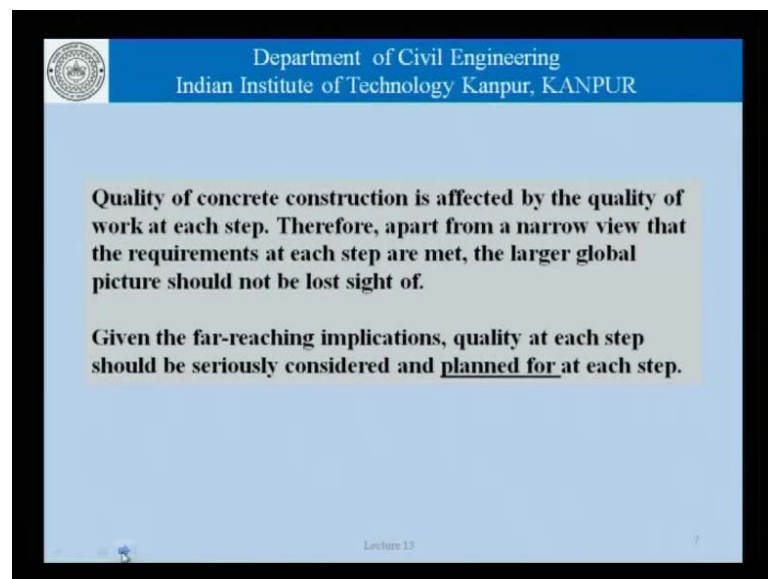 Department of Civil Engineering
Indian Institute of Technology Kanpur, KANPUR
Quality of concrete construction is affected by the quality of
work at each step. Therefore, apart from a narrow view that
the requirements at each step are met, the larger global
picture should not be lost sight of.
Given the far-reaching implications, quality at each step
should be seriously considered and planned for at each step.
Lecture 13
7